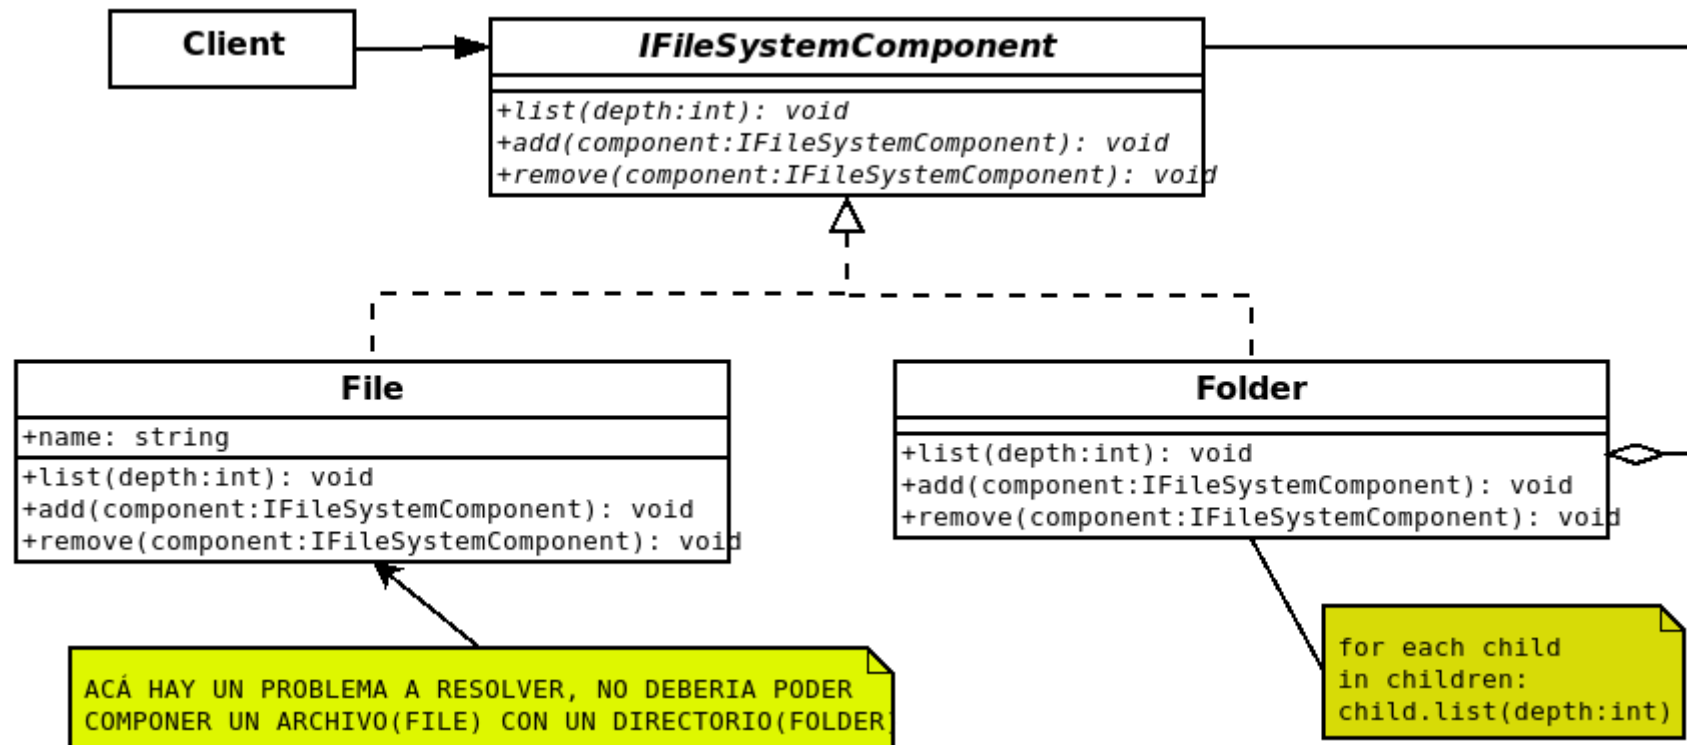 Client
IFileSystemComponent
+list(depth:int): void
+add(component:IFileSystemComponent): void
+remove(component:IFileSystemComponent): void
File
+name: string
+list(depth:int): void
+add(component:IFileSystemComponent): void
+remove(component:IFileSystemComponent): void
Folder
+list(depth:int): void
+add(component:IFileSystemComponent): void
+remove(component:IFileSystemComponent): void
ACÁ HAY UN PROBLEMA A RESOLVER, NO DEBERIA PODER
COMPONER UN ARCHIVO(FILE) CON UN DIRECTORIO(FOLDER)
for each child
in children:
child.list(depth:int)